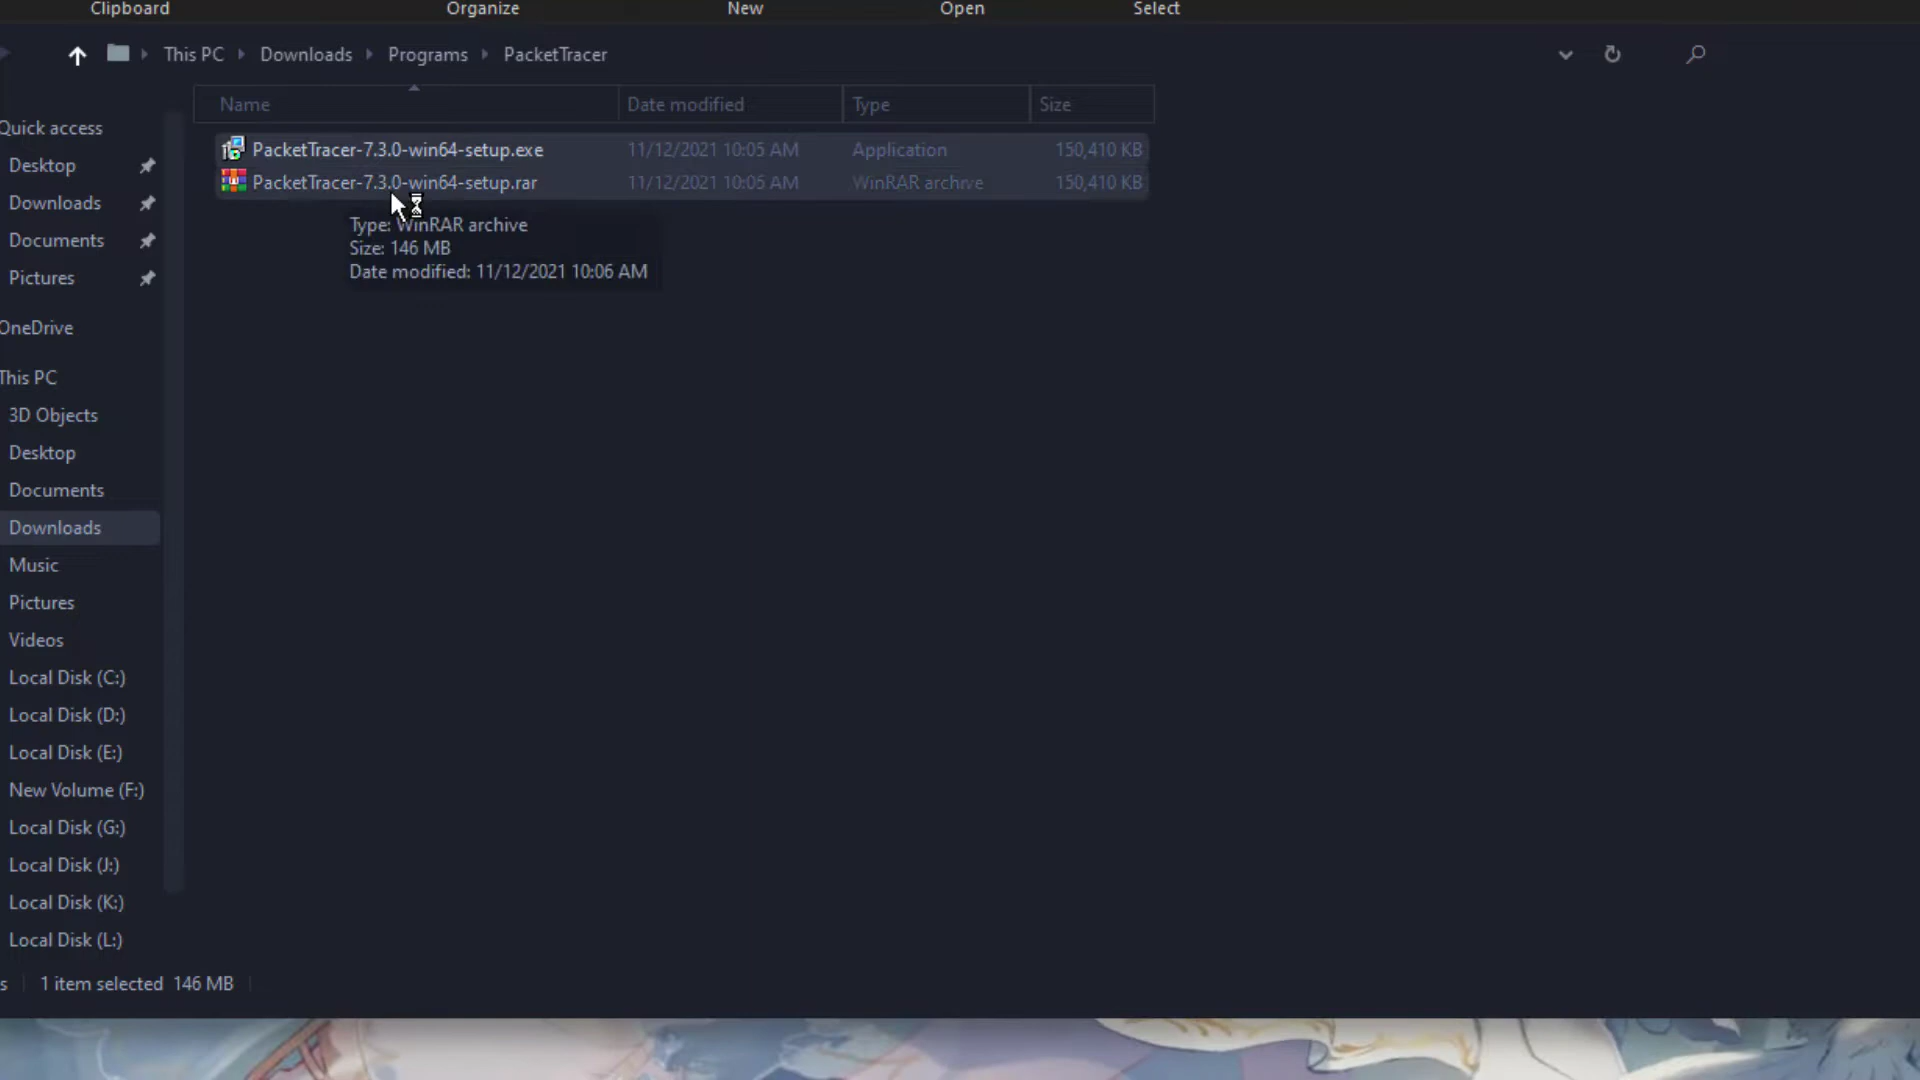 Clipboard Organize New Open Select
This PC Downloads Programs PacketTracer
Name Date modified Type Size
PacketTracer-7.3.0-win64-setup.exe 11/12/2021 10:05 AM Application 150,410 KB
PacketTracer-7.3.0-win64-setup.rar 11/12/2021 10:05 AM WinRAR archive 150,410 KB
Type: WinRAR archive
Size: 146 MB
Date modified: 11/12/2021 10:06 AM
Quick access
Desktop
Downloads
Documents
Pictures
OneDrive
This PC
3D Objects
Desktop
Documents
Downloads
Music
Pictures
Videos
Local Disk (C:)
Local Disk (D:)
Local Disk (E:)
New Volume (F:)
Local Disk (G:)
Local Disk (J:)
Local Disk (K:)
Local Disk (L:)
s 1 item selected 146 MB